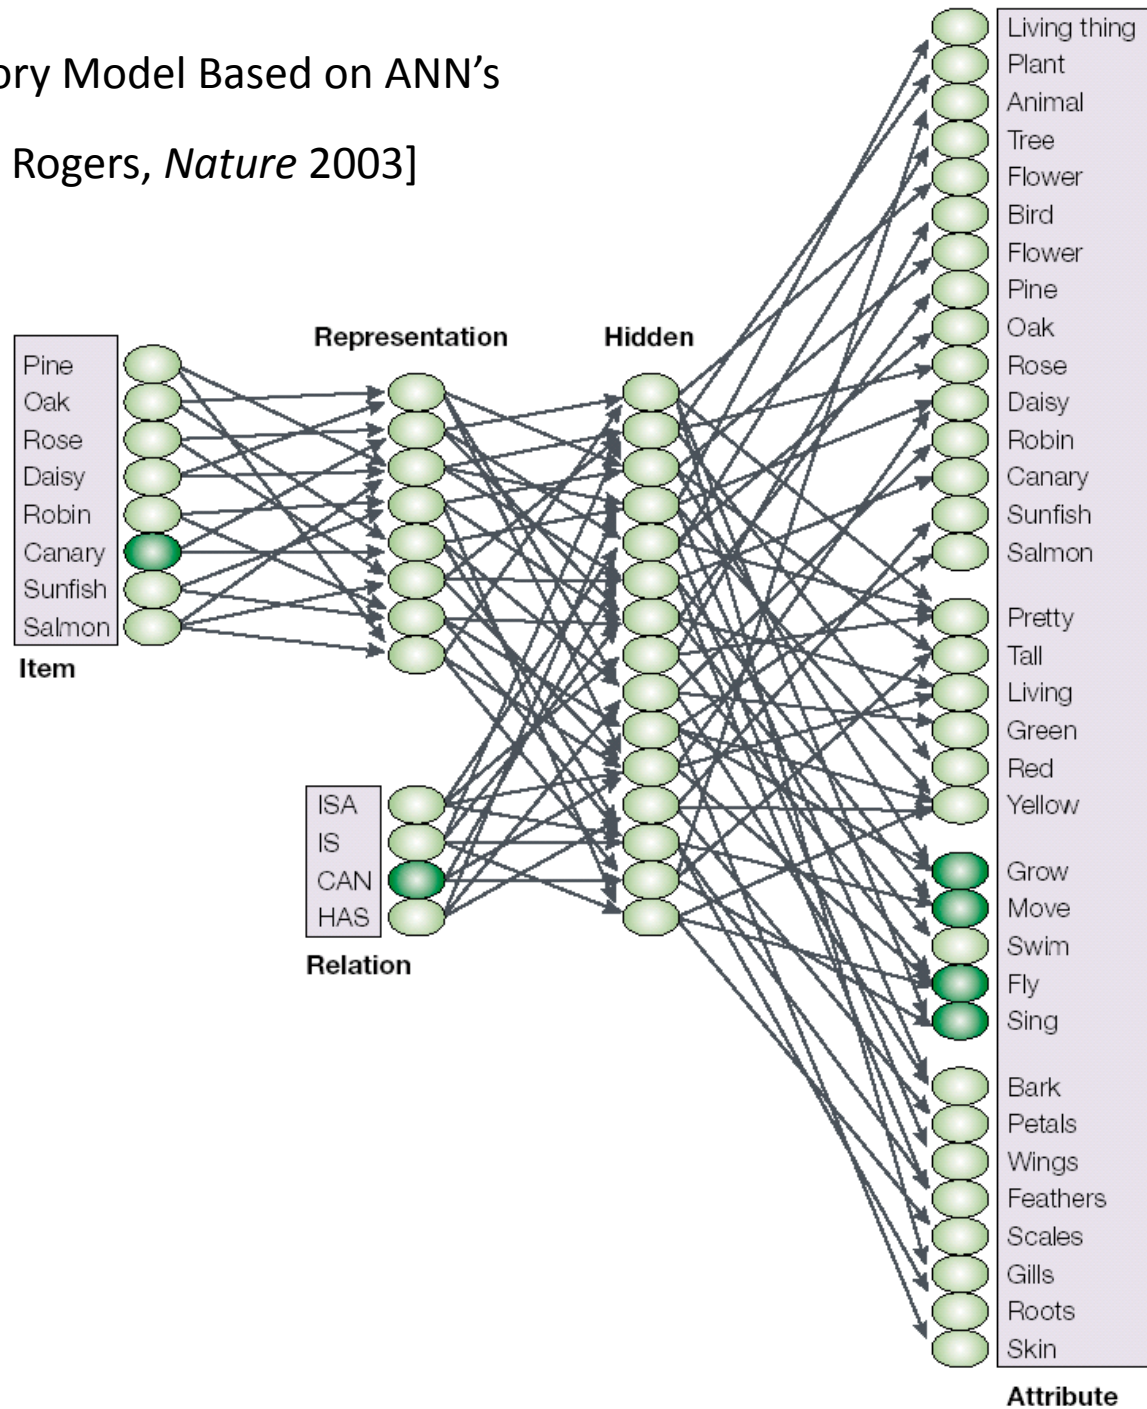 ory Model Based on ANN's
Rogers, Nature 2003]
Representation
Hidden
Pine
Oak
Rose
Daisy
Robin
Canary
Sunfish
Salmon
Item
ISA
IS
CAN
HAS
Relation
Living thing
Plant
Animal
Tree
Flower
Bird
Flower
Pine
Oak
Rose
Daisy
Robin
Canary
Sunfish
Salmon
Pretty
Tall
Living
Green
Red
Yellow
Grow
Move
Swim
Fly
Sing
Bark
Petals
Wings
Feathers
Scales
Gills
Roots
Skin
Attribute